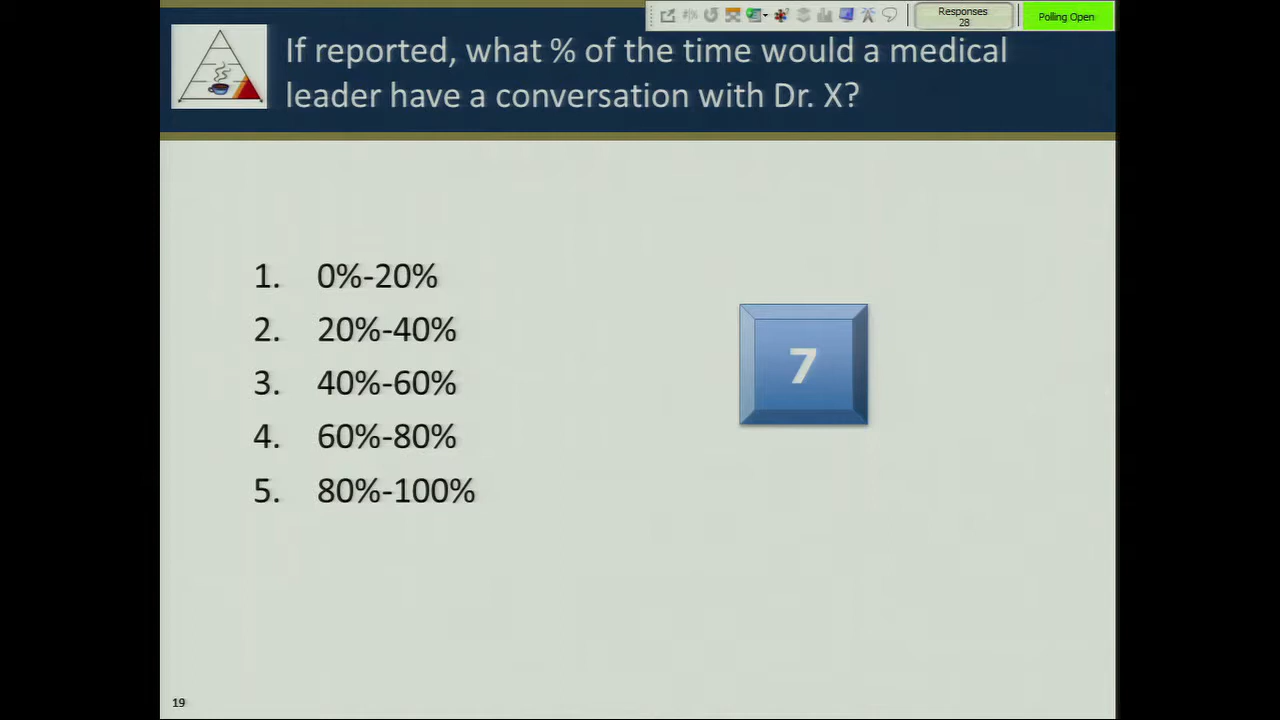 Responses
28
Polling Open
If reported, what % of the time would a medical
leader have a conversation with Dr. X?
1. 0%-20%
2. 20%-40%
3. 40%-60%
4. 60%-80%
5. 80%-100%
7
19